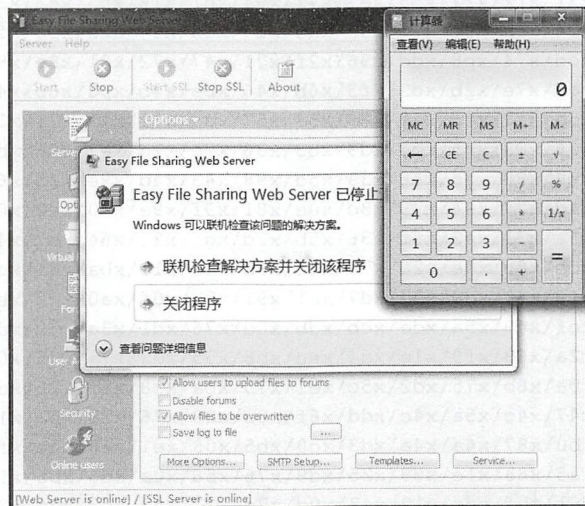 Easy File Sharing Web Server
Server Help
Start
Stop
Start SSL
Stop SSL
About
Options
Easy File Sharing Web Server
Easy File Sharing Web Server 已停止
Windows 可以联机检查该问题的解决方案。
联机检查解决方案并关闭该程序
关闭程序
查看问题详细信息
Security
Online users
Allow users to upload files to forums
Disable forums
Allow files to be overwritten
Save log to file
...
More Options...
SMTP Setup...
Templates...
Service...
[Web Server is online] / [SSL Server is online]
计算器
查看(V) 编辑(E) 帮助(H)
0
MC MR MS M+ M-
← CE C ± √
7 8 9 / %
4 5 6 * 1/x
1 2 3 - =
0 . +